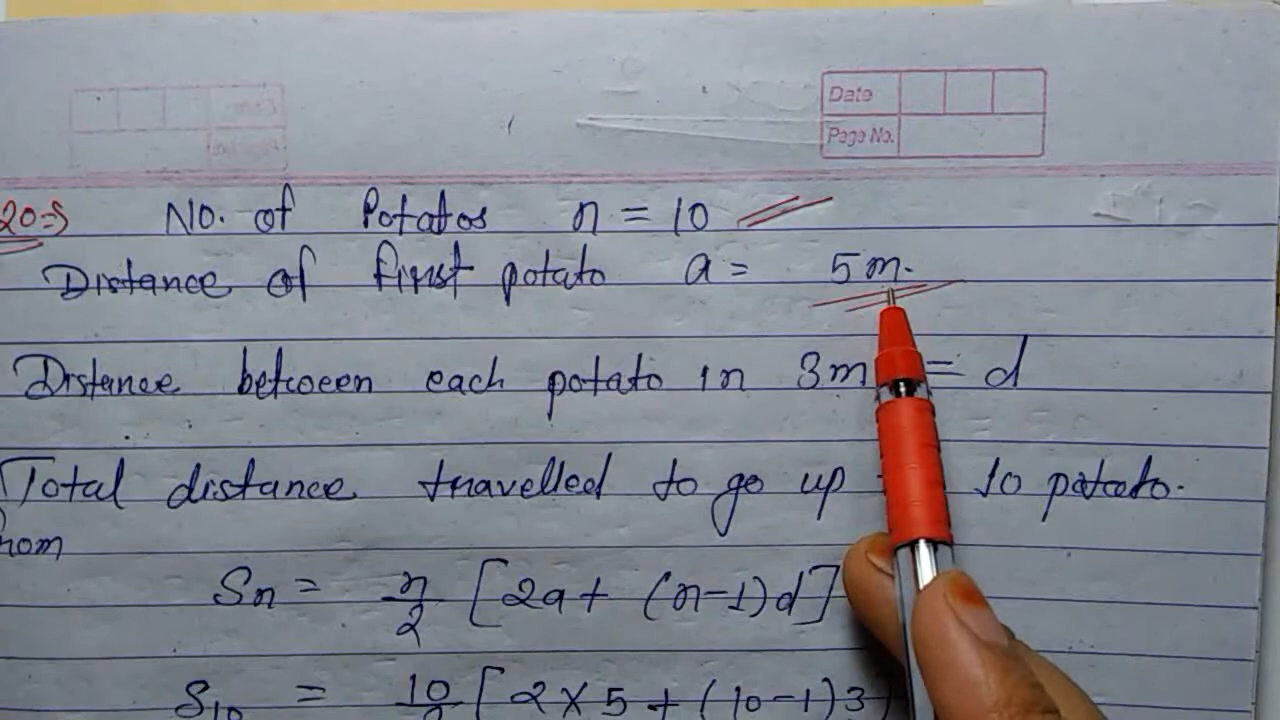 Date
Page No.
20→ No. of Potatos n = 10
Distance of first potato a = 5m.
Distance between each potato in 3m = d
Total distance travelled to go up 10 potato.
from
Sn = n/2 [2a + (n-1)d]
S10 = 10/2 [2×5 + (10-1)3